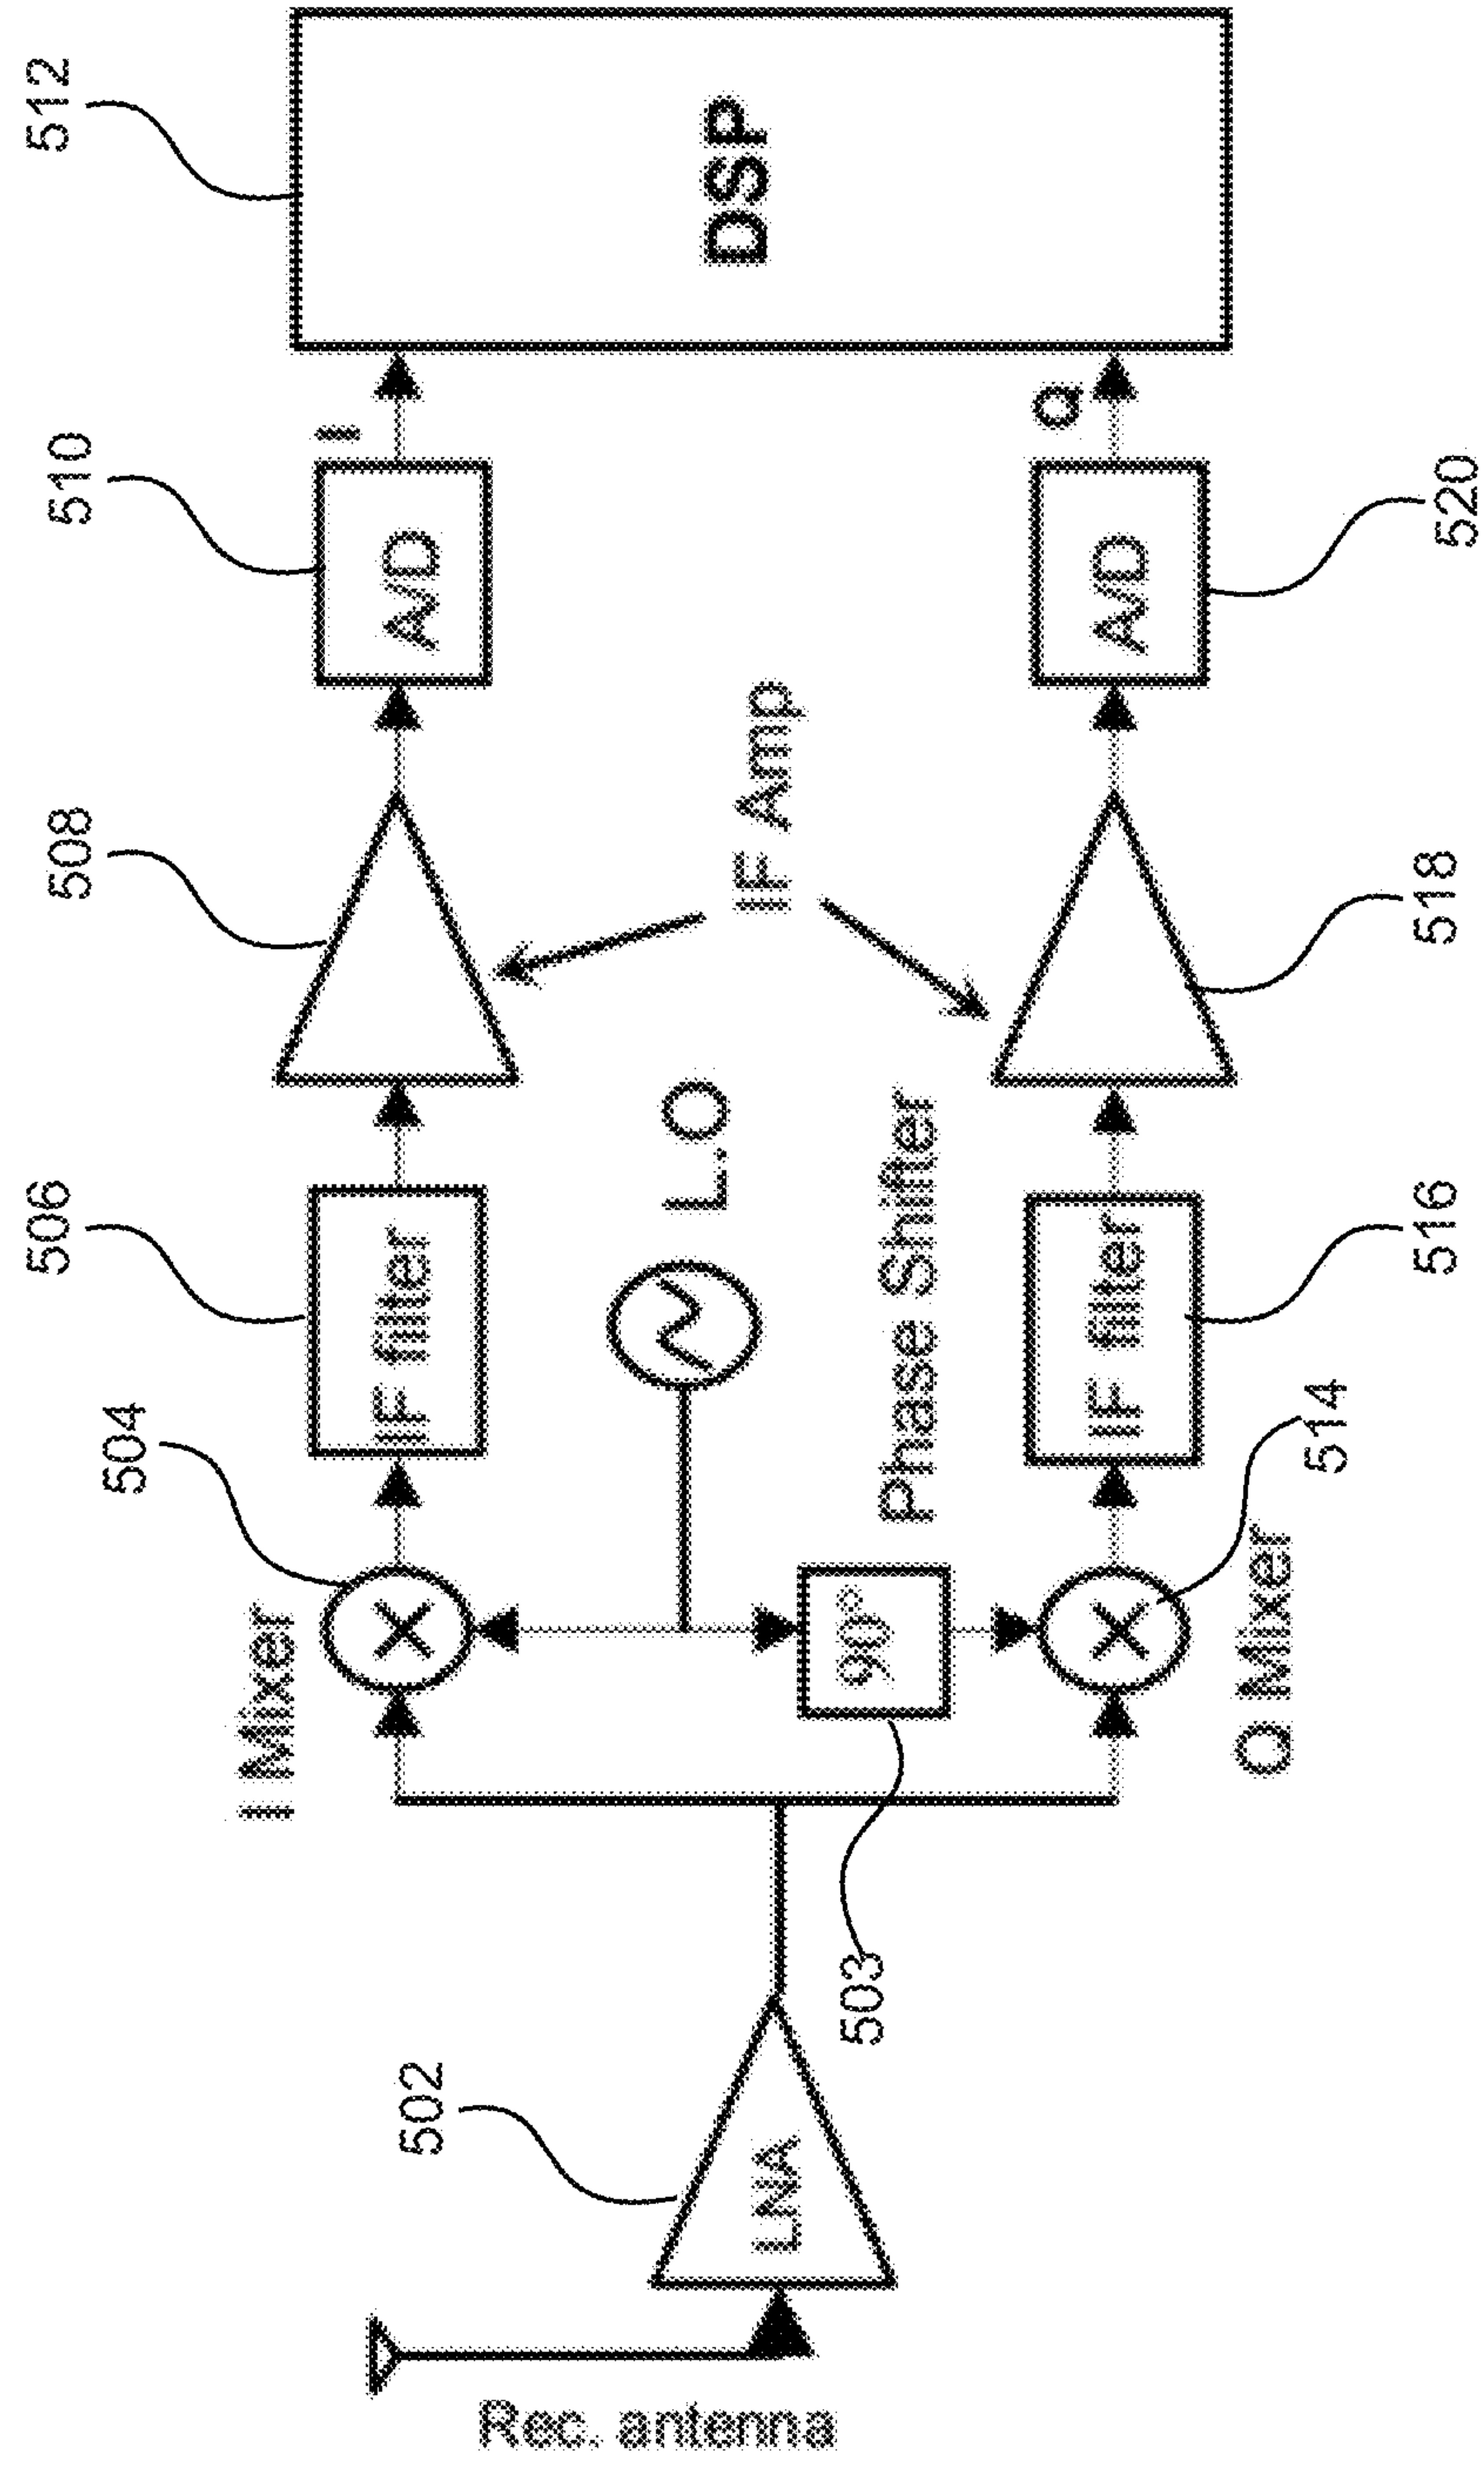 512
510
508
506
504
502
I
A/D
IF filter
I Mixer
DSP
IF Amp
L.O
Phase Shifter
90°
503
LNA
Rec. antenna
Q
A/D
IF filter
Q Mixer
520
518
516
514